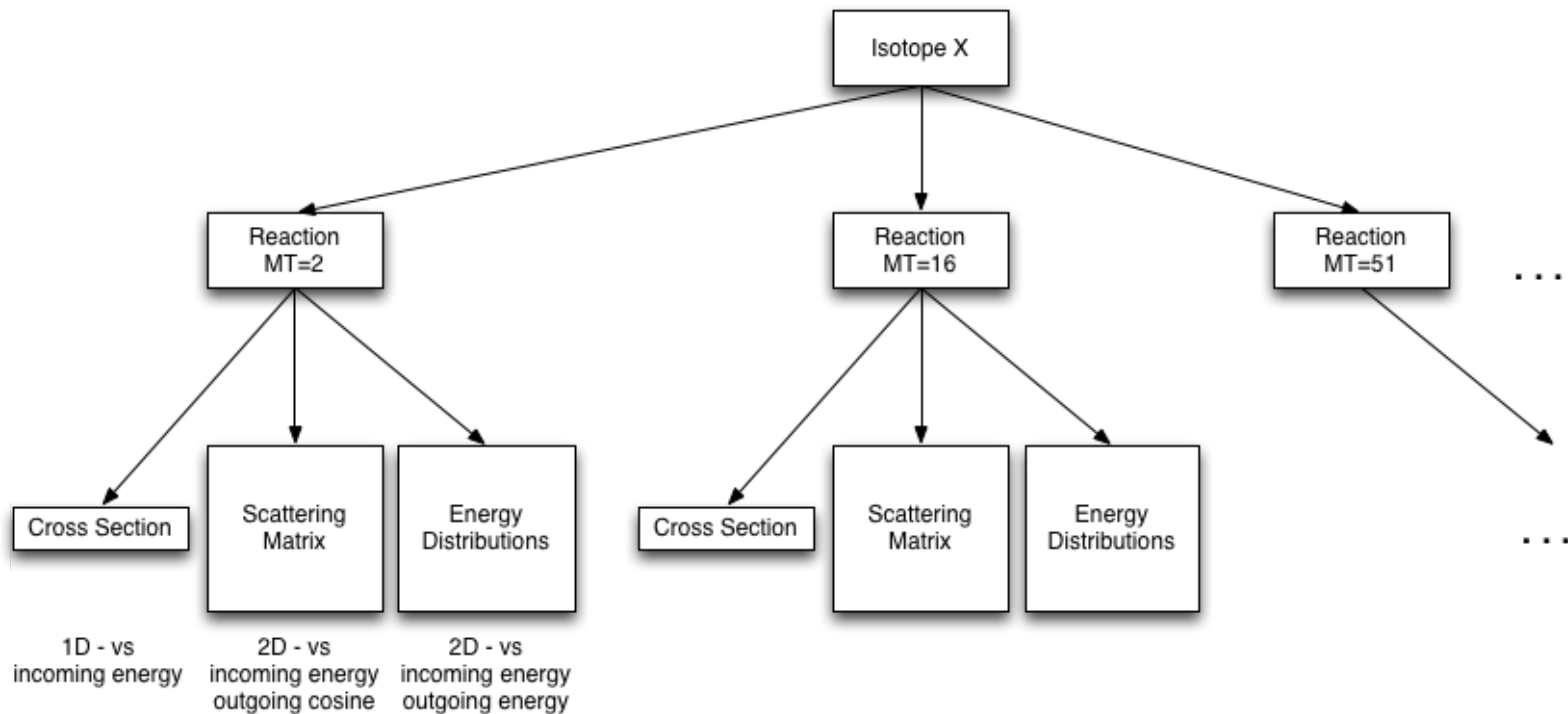 Isotope X
Reaction
MT=2
Reaction
MT=16
Reaction
MT=51
. . .
Cross Section
Scattering
Matrix
Energy
Distributions
Cross Section
Scattering
Matrix
Energy
Distributions
. . .
1D - vs
incoming energy
2D - vs
incoming energy
outgoing cosine
2D - vs
incoming energy
outgoing energy